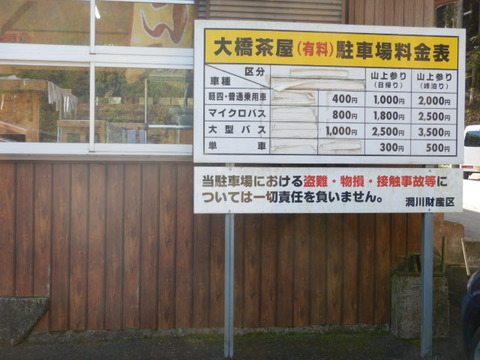 大橋茶屋(有料)駐車場料金表
区分
車種
山上参り
(日帰り)
山上参り
(峰泊り)
軽四・普通乗用車 400円 1,000円 2,000円
マイクロバス 800円 1,800円 2,500円
大型バス 1,000円 2,500円 3,500円
単車 300円 500円
当駐車場における盗難・物損・接触事故等に
ついては一切責任を負いません。 洞川財産区